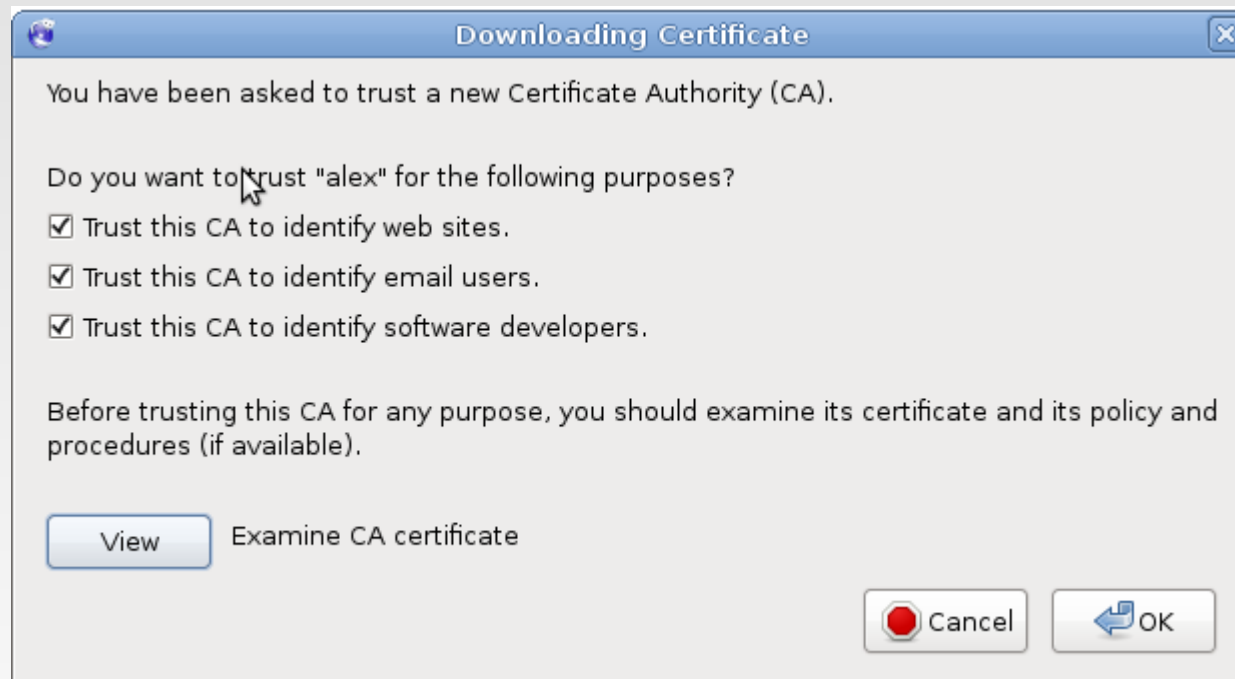 Downloading Certificate
You have been asked to trust a new Certificate Authority (CA).
Do you want to trust "alex" for the following purposes?
Trust this CA to identify web sites.
Trust this CA to identify email users.
Trust this CA to identify software developers.
Before trusting this CA for any purpose, you should examine its certificate and its policy and
procedures (if available).
View Examine CA certificate
Cancel OK